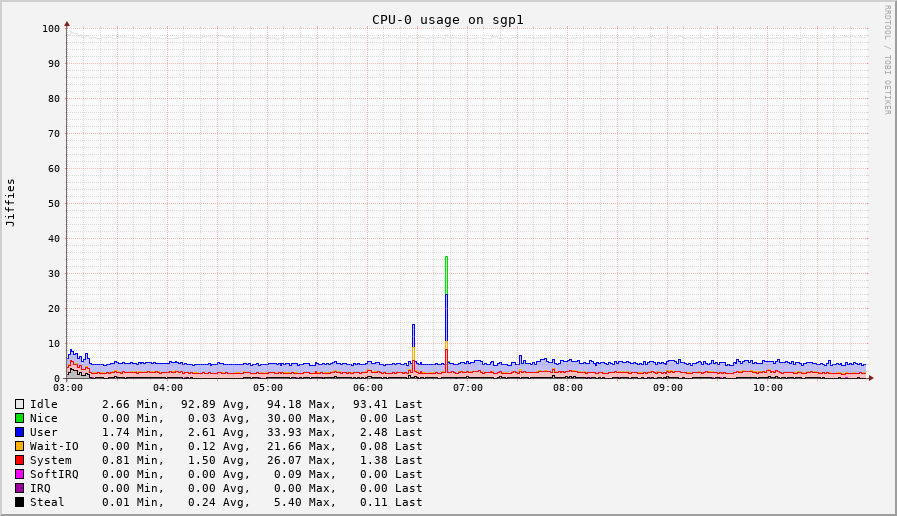 CPU-0 usage on sgp1
RRDTOOL / TOBI OETIKER
Jiffies
100
90
80
70
60
50
40
30
20
10
0
03:00 04:00 05:00 06:00 07:00 08:00 09:00 10:00
Idle 2.66 Min, 92.89 Avg, 94.18 Max, 93.41 Last
Nice 0.00 Min, 0.03 Avg, 30.00 Max, 0.00 Last
User 1.74 Min, 2.61 Avg, 33.93 Max, 2.48 Last
Wait-IO 0.00 Min, 0.12 Avg, 21.66 Max, 0.08 Last
System 0.81 Min, 1.50 Avg, 26.07 Max, 1.38 Last
SoftIRQ 0.00 Min, 0.00 Avg, 0.09 Max, 0.00 Last
IRQ 0.00 Min, 0.00 Avg, 0.00 Max, 0.00 Last
Steal 0.01 Min, 0.24 Avg, 5.40 Max, 0.11 Last